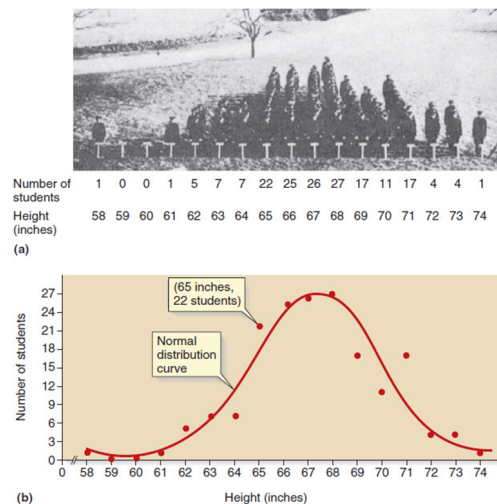 Number of students 1 0 0 1 5 7 7 22 25 26 27 17 11 17 4 4 1
Height (inches) 58 59 60 61 62 63 64 65 66 67 68 69 70 71 72 73 74
(a)
(65 inches,
22 students)
Normal
distribution
curve
Number of students
27
24
21
18
15
12
9
6
3
0
0 58 59 60 61 62 63 64 65 66 67 68 69 70 71 72 73 74
(b)
Height (inches)